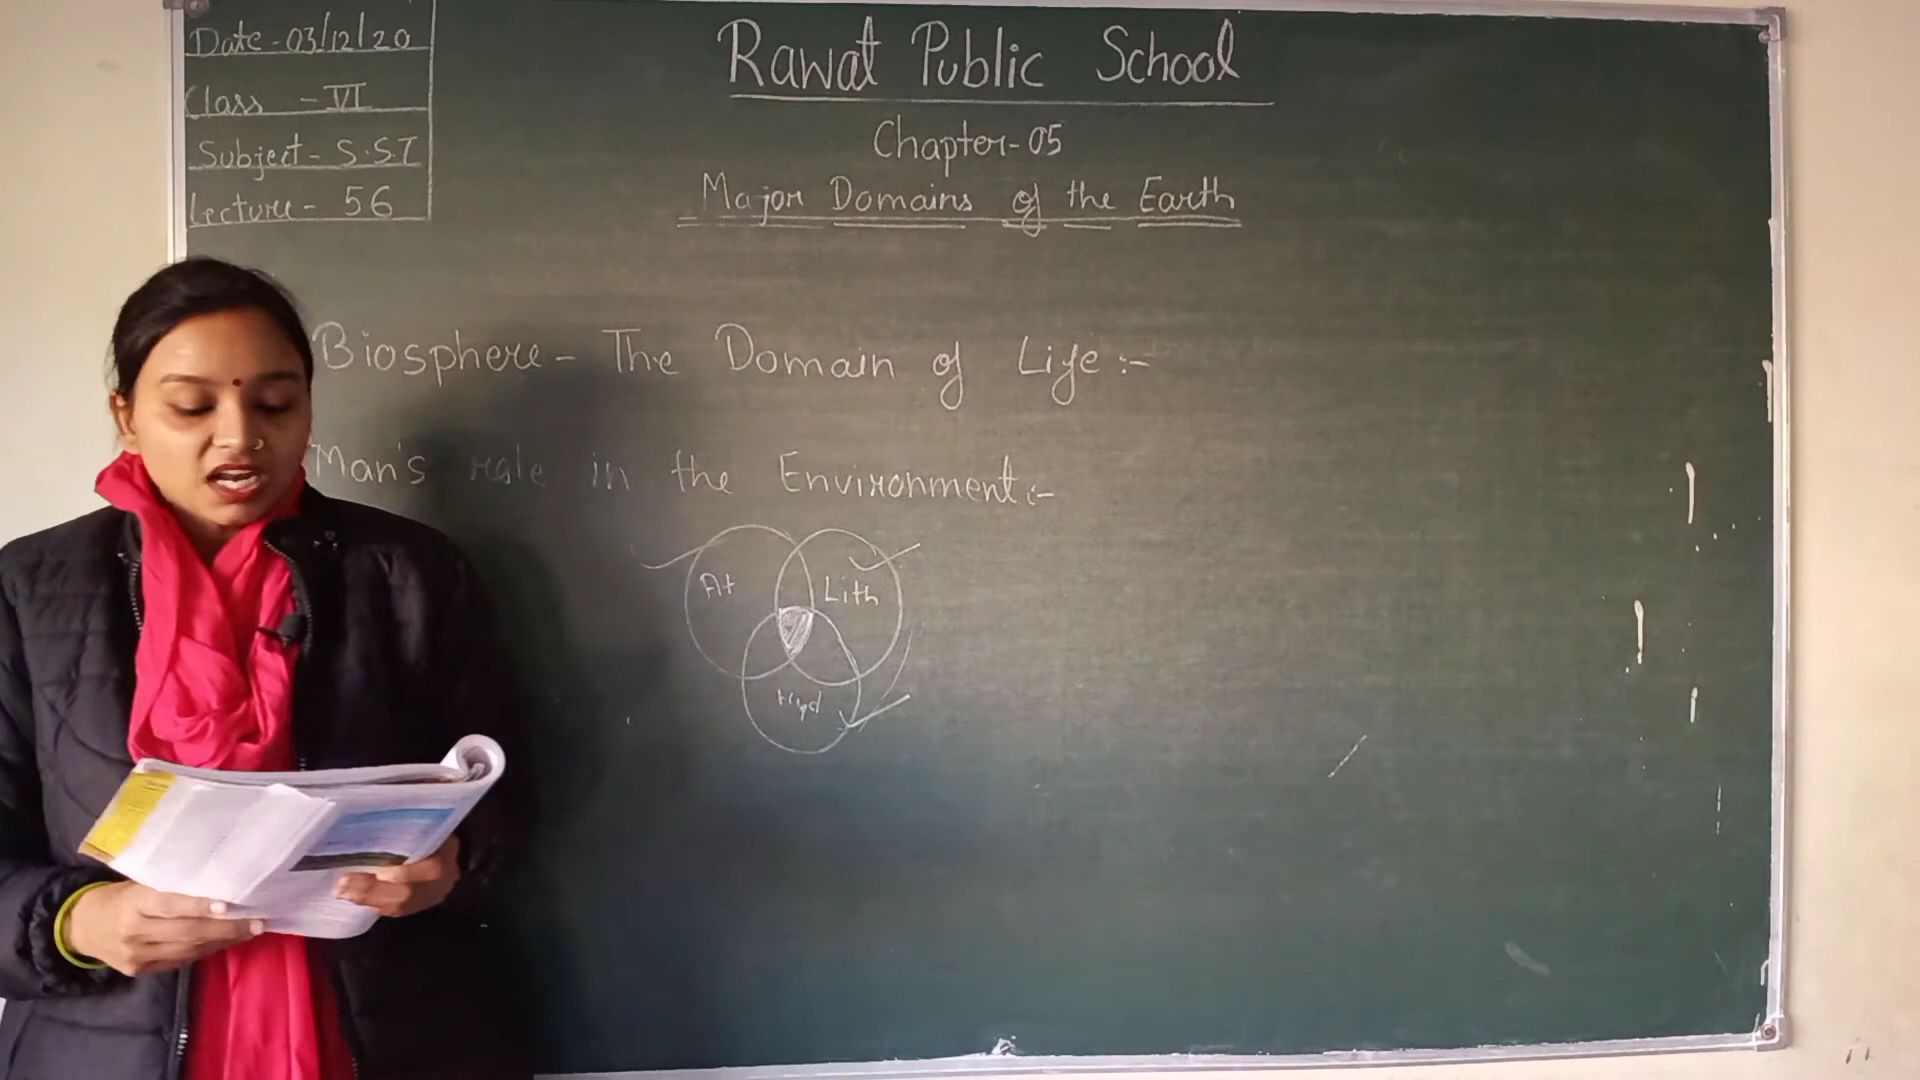 Date - 03/12/20
Class - VI
Subject - S.ST
Lecture - 56
Rawat Public School
Chapter-05
Major Domains of the Earth
Biosphere - The Domain of Life :-
Man's role in the Environment :-
At
Lith
Hyd